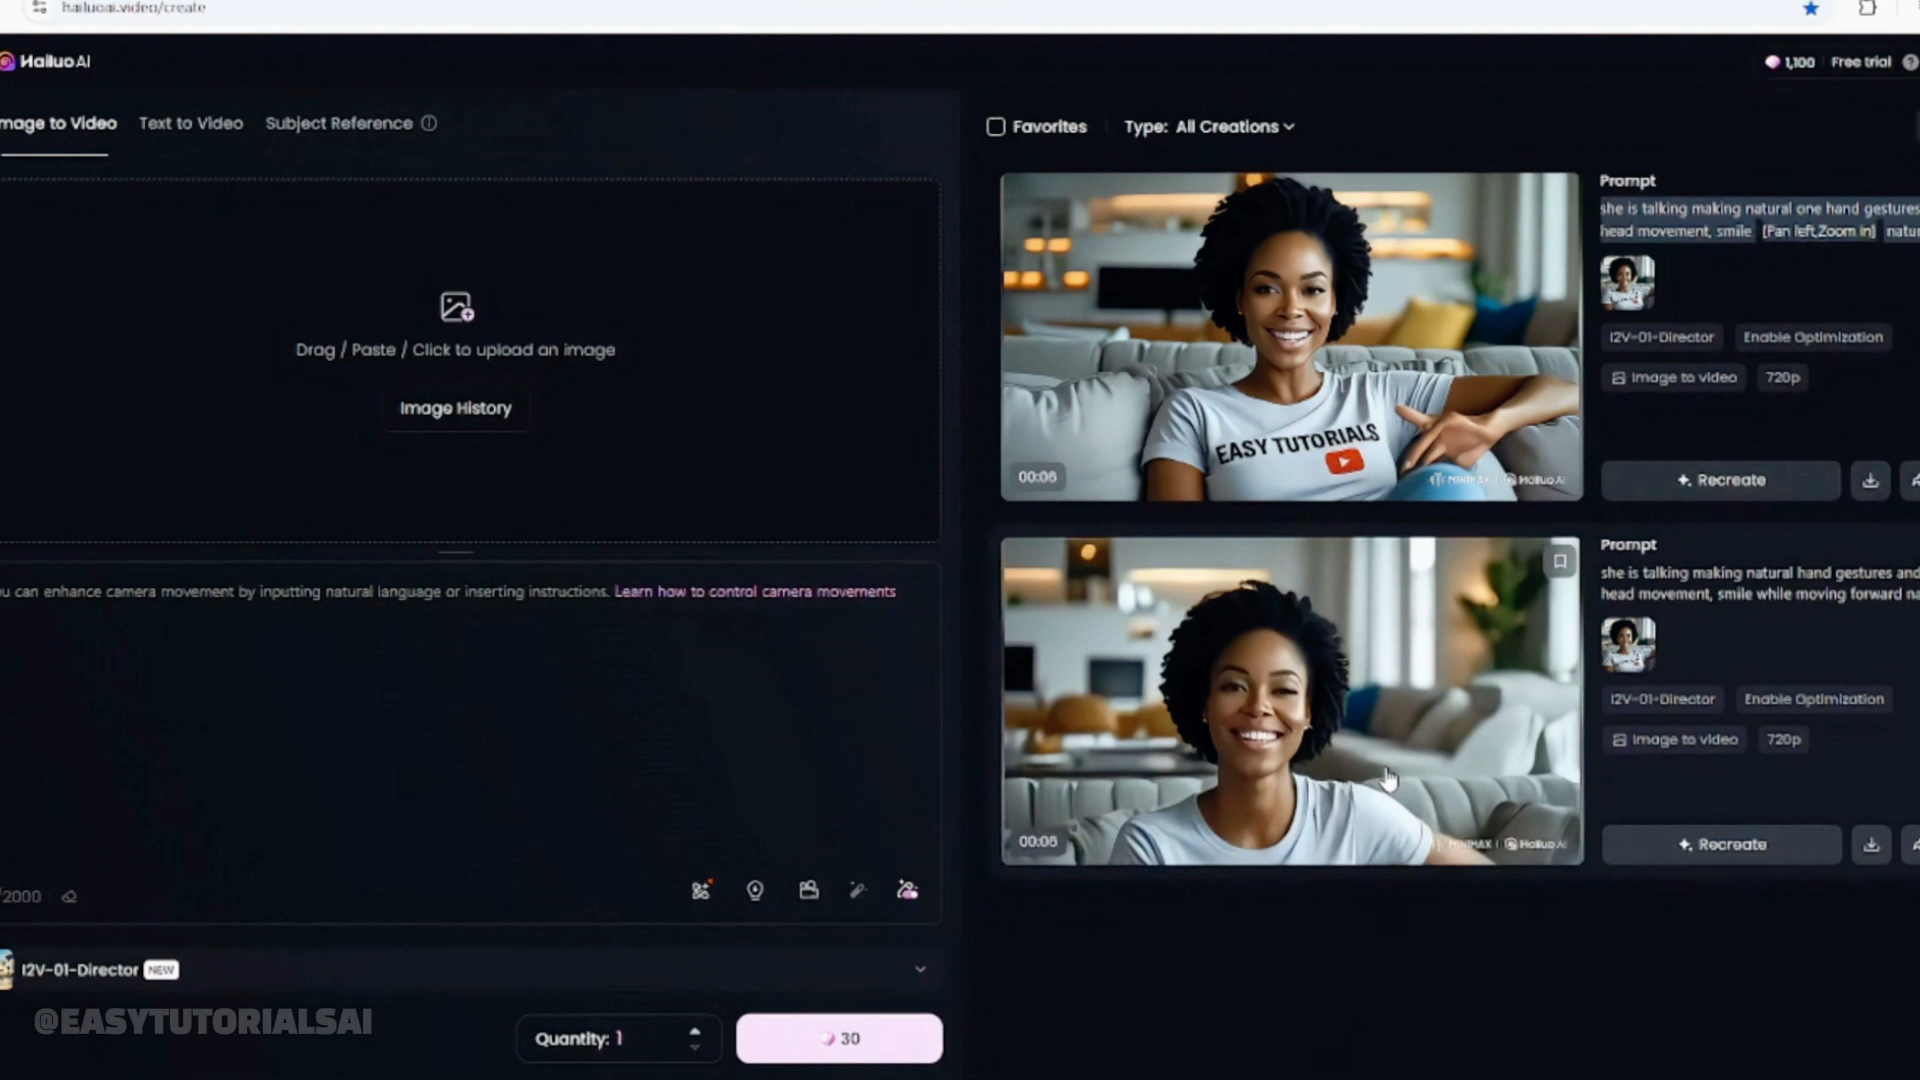 hailuoai.video/create
Hailuo AI
1,100
Free trial
mage to Video
Text to Video
Subject Reference
Favorites
Type: All Creations
Drag / Paste / Click to upload an image
Image History
u can enhance camera movement by inputting natural language or inserting instructions. Learn how to control camera movements
/2000
I2V-01-Director NEW
@EASYTUTORIALSAI
Quantity: 1
30
EASY TUTORIALS
00:06
MINIMAX | Hailuo AI
Prompt
she is talking making natural one hand gestures
head movement, smile [Pan left,Zoom in] natu
I2V-01-Director
Enable Optimization
Image to video
720p
Recreate
00:06
MINIMAX | Hailuo AI
Prompt
she is talking making natural hand gestures and
head movement, smile while moving forward na
I2V-01-Director
Enable Optimization
Image to video
720p
Recreate